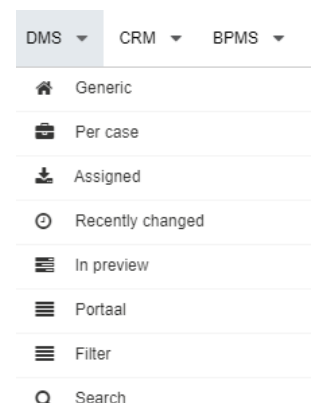 DMS CRM BPMS
Generic
Per case
Assigned
Recently changed
In preview
Portaal
Filter
Search